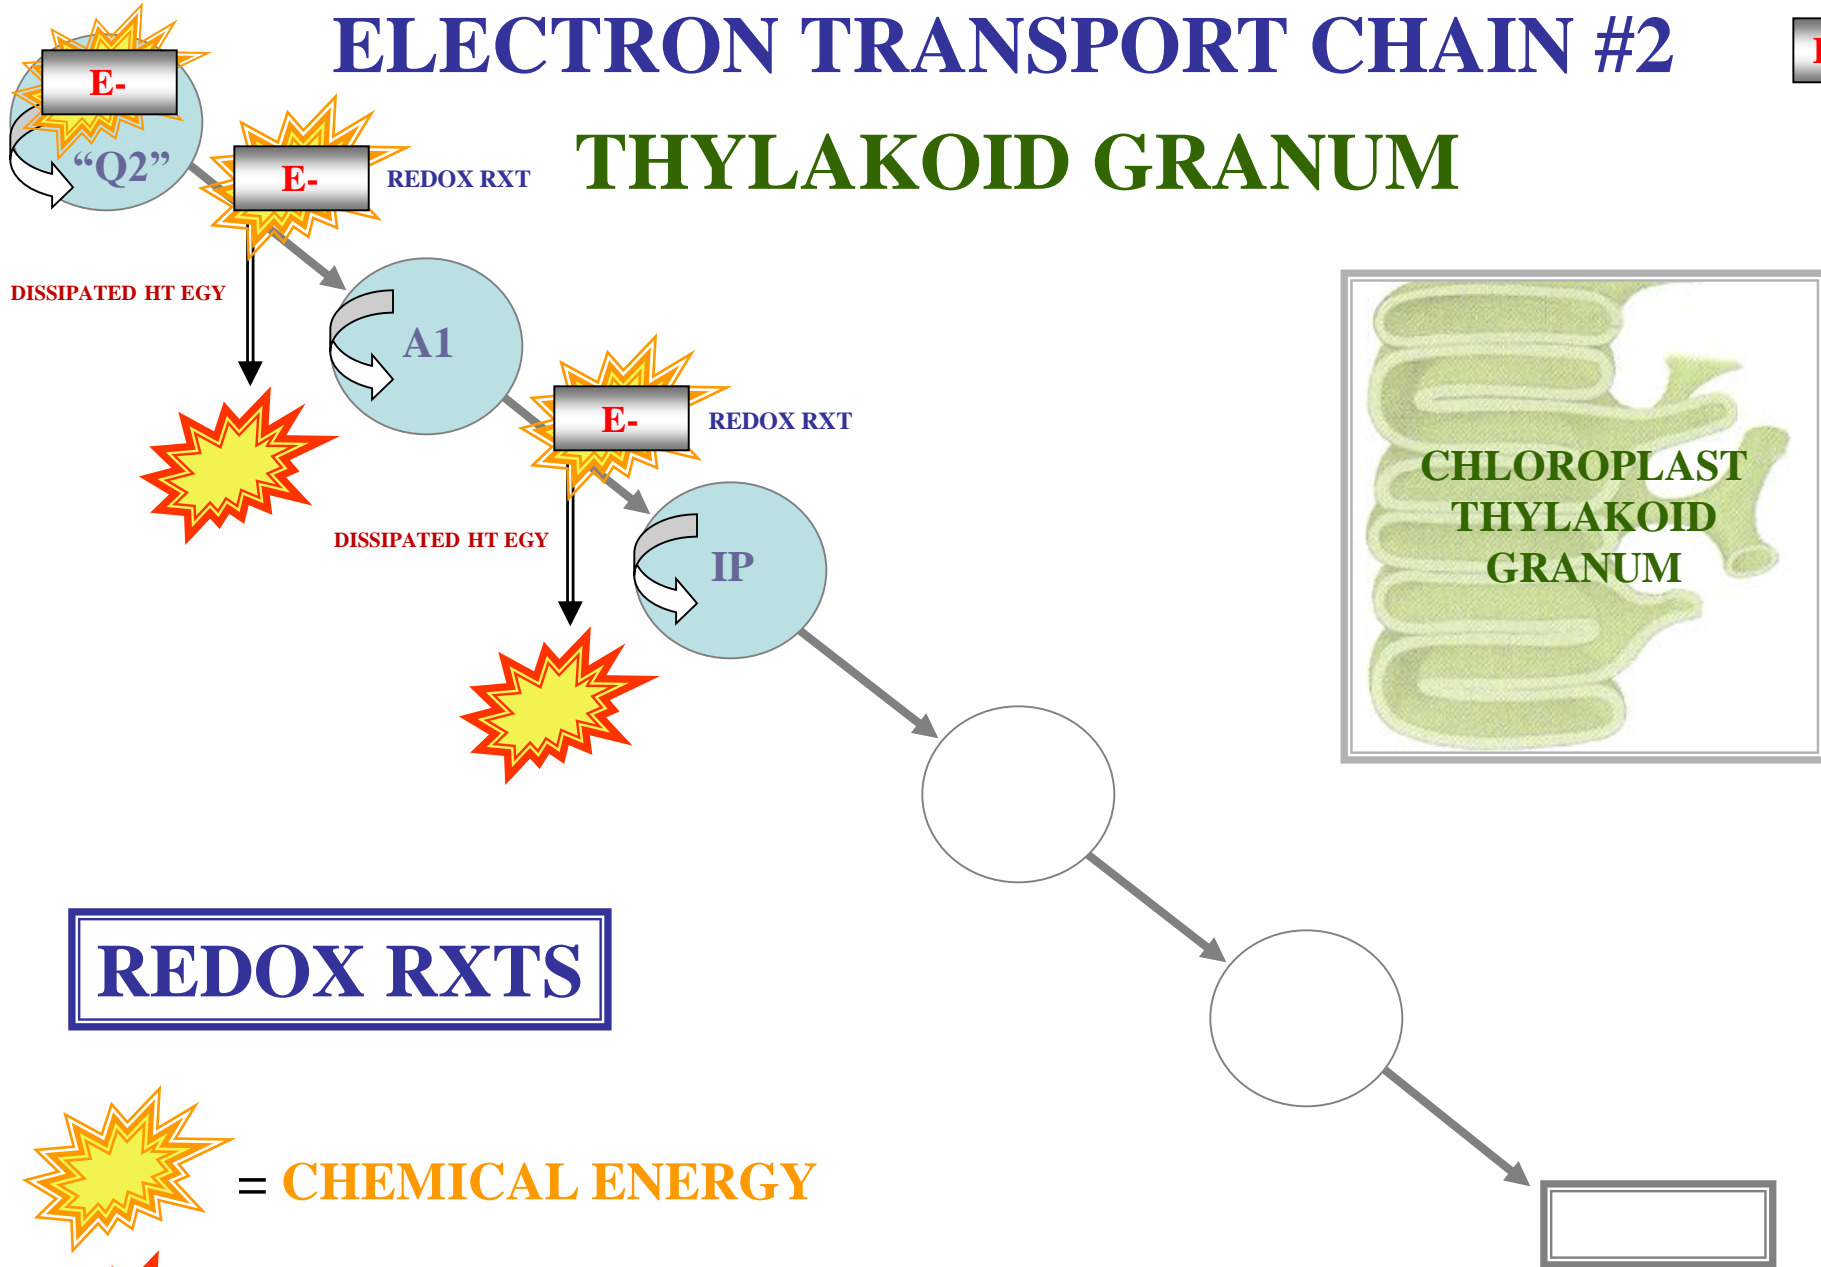 ELECTRON TRANSPORT CHAIN #2
THYLAKOID GRANUM
E-
“Q2”
E-
REDOX RXT
DISSIPATED HT EGY
A1
E-
REDOX RXT
DISSIPATED HT EGY
IP
CHLOROPLAST
THYLAKOID
GRANUM
REDOX RXTS
= CHEMICAL ENERGY